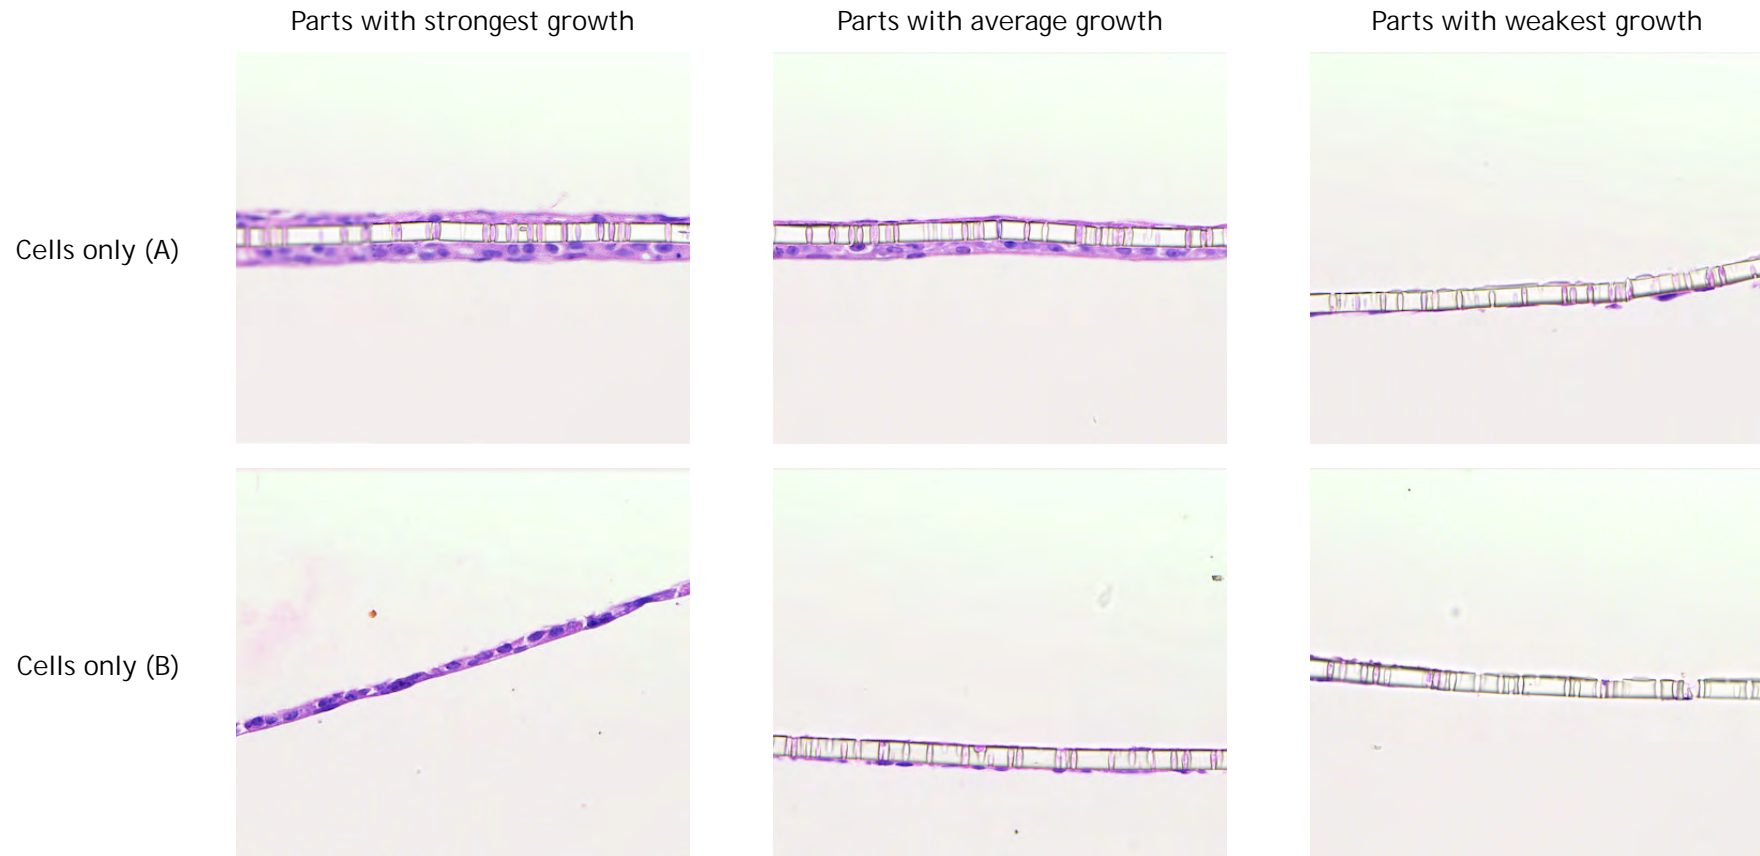 Parts with strongest growth
Parts with average growth
Parts with weakest growth
Cells only (A)
Cells only (B)